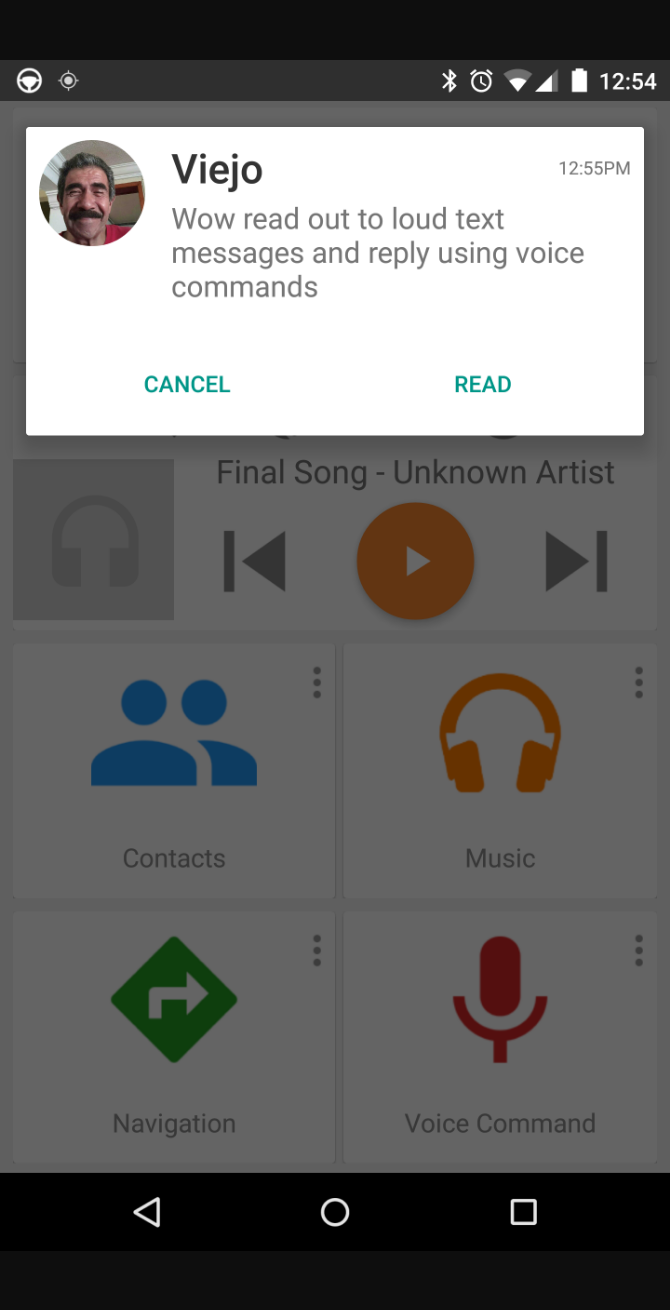 12:54
Viejo
12:55PM
Wow read out to loud text
messages and reply using voice
commands
CANCEL
READ
Final Song - Unknown Artist
Contacts
Music
Navigation
Voice Command